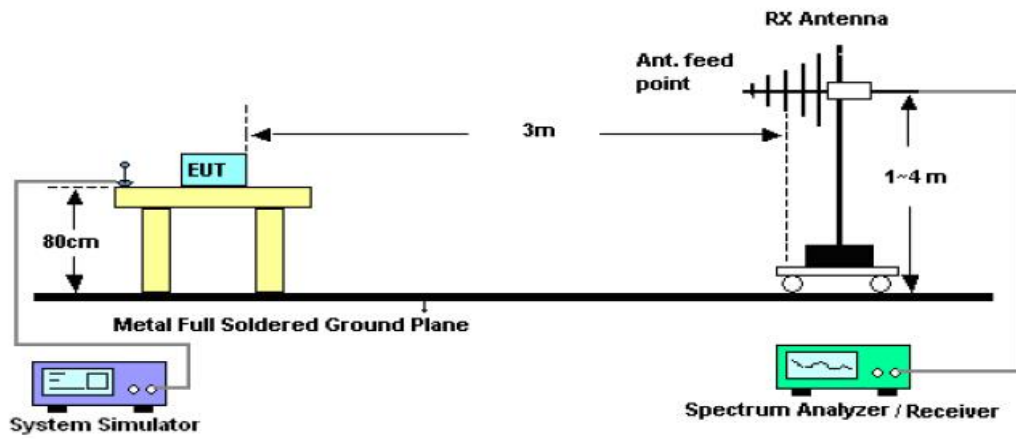 RX Antenna
Ant. feed
point
3m
EUT
1~4 m
80cm
Metal Full Soldered Ground Plane
System Simulator
Spectrum Analyzer / Receiver